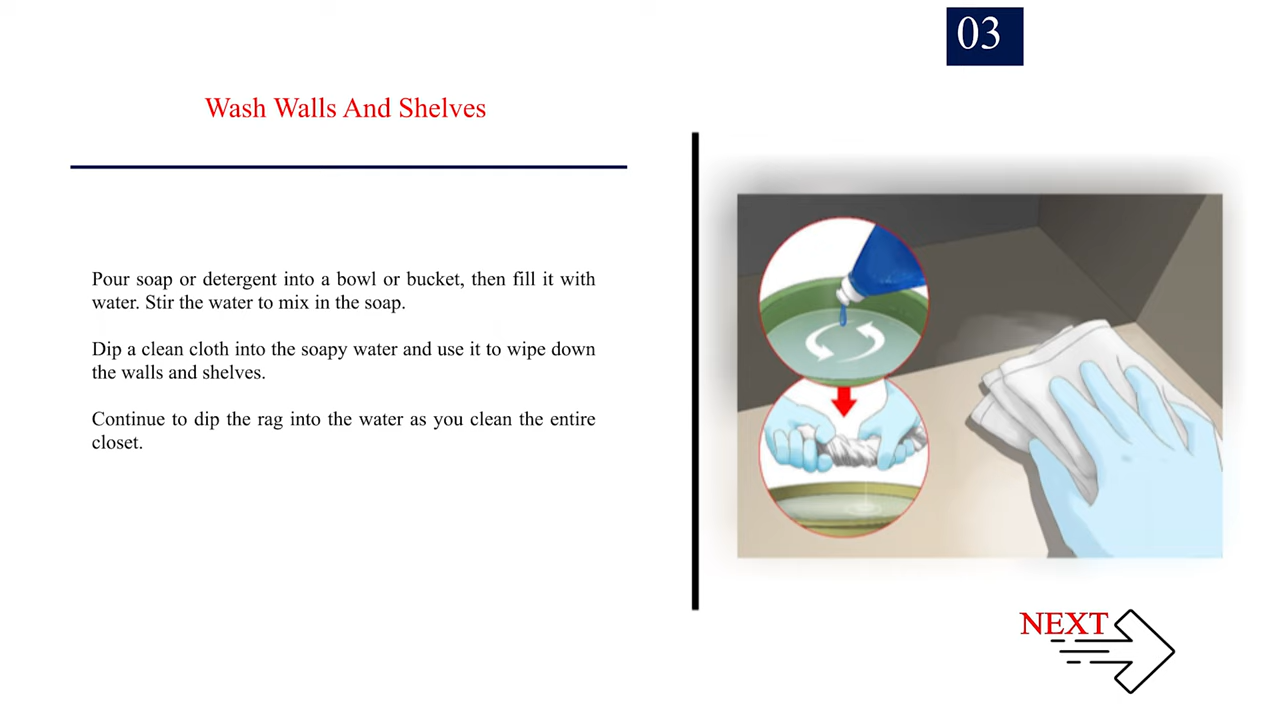 03
Wash Walls And Shelves
Pour soap or detergent into a bowl or bucket, then fill it with
water. Stir the water to mix in the soap.
Dip a clean cloth into the soapy water and use it to wipe down
the walls and shelves.
Continue to dip the rag into the water as you clean the entire
closet.
NEXT